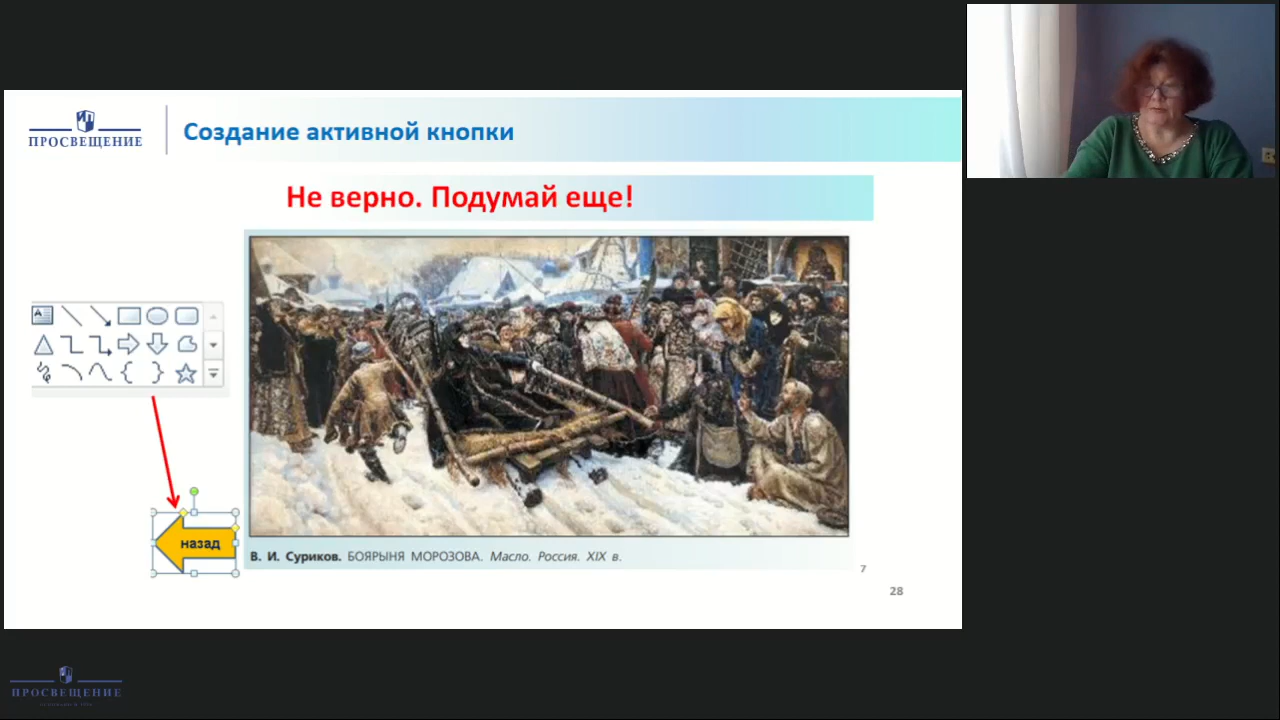 ПРОСВЕЩЕНИЕ
Создание активной кнопки
Не верно. Подумай еще!
A
назад
В. И. Суриков. БОЯРЫНЯ МОРОЗОВА. Масло. Россия. XIX в.
7
28
ПРОСВЕЩЕНИЕ